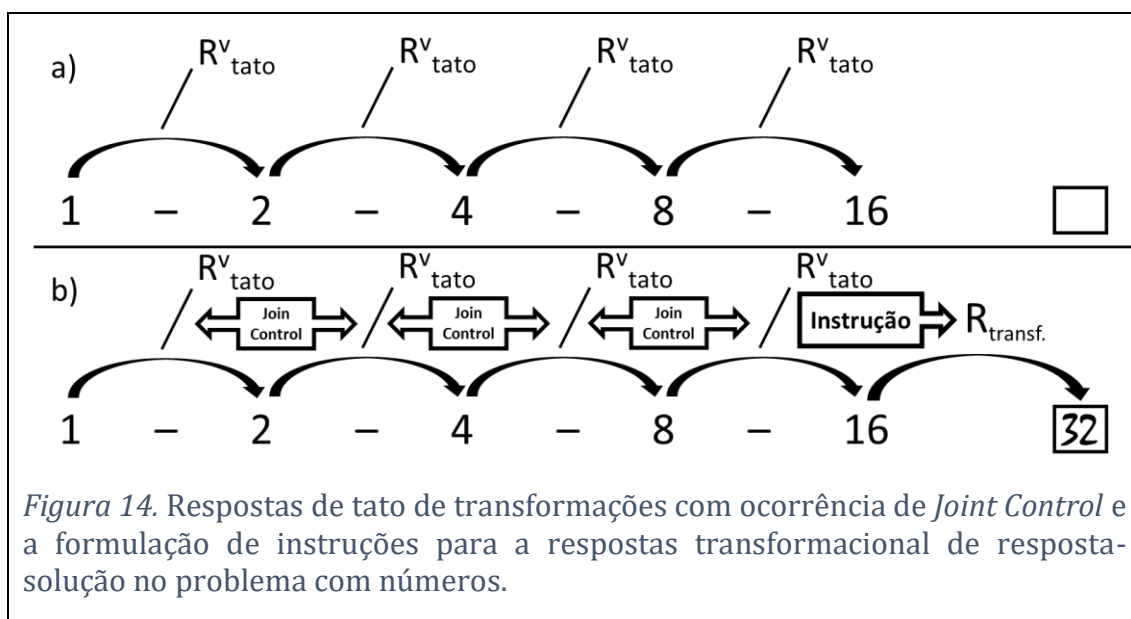 a) Rᵛtato Rᵛtato Rᵛtato Rᵛtato
1 – 2 – 4 – 8 – 16
b) Rᵛtato Rᵛtato Rᵛtato Rᵛtato
Join Control Join Control Join Control Instrução Rtransf.
1 – 2 – 4 – 8 – 16 32
Figura 14. Respostas de tato de transformações com ocorrência de Joint Control e
a formulação de instruções para a respostas transformacional de resposta-
solução no problema com números.